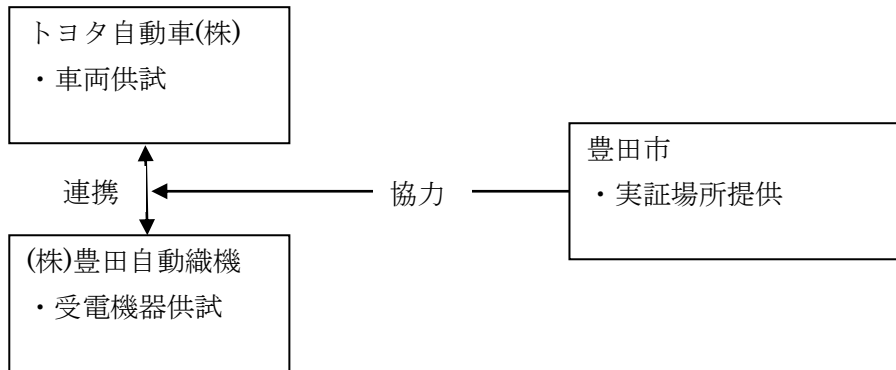 トヨタ自動車(株)
・車両供試
連携
協力
豊田市
・実証場所提供
(株)豊田自動織機
・受電機器供試